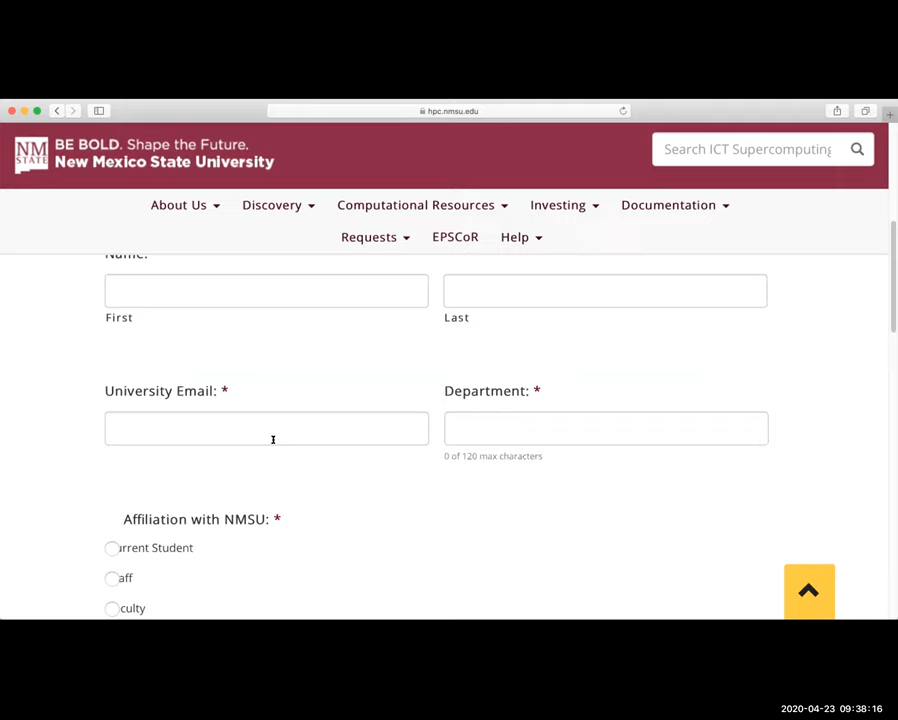 hpc.nmsu.edu
NM
STATE
BE BOLD. Shape the Future.
New Mexico State University
Search ICT Supercomputing
About Us Discovery Computational Resources Investing Documentation
Requests EPSCoR Help
Name:
First Last
University Email: * Department: *
0 of 120 max characters
Affiliation with NMSU: *
urrent Student
aff
culty
2020-04-23 09:38:16